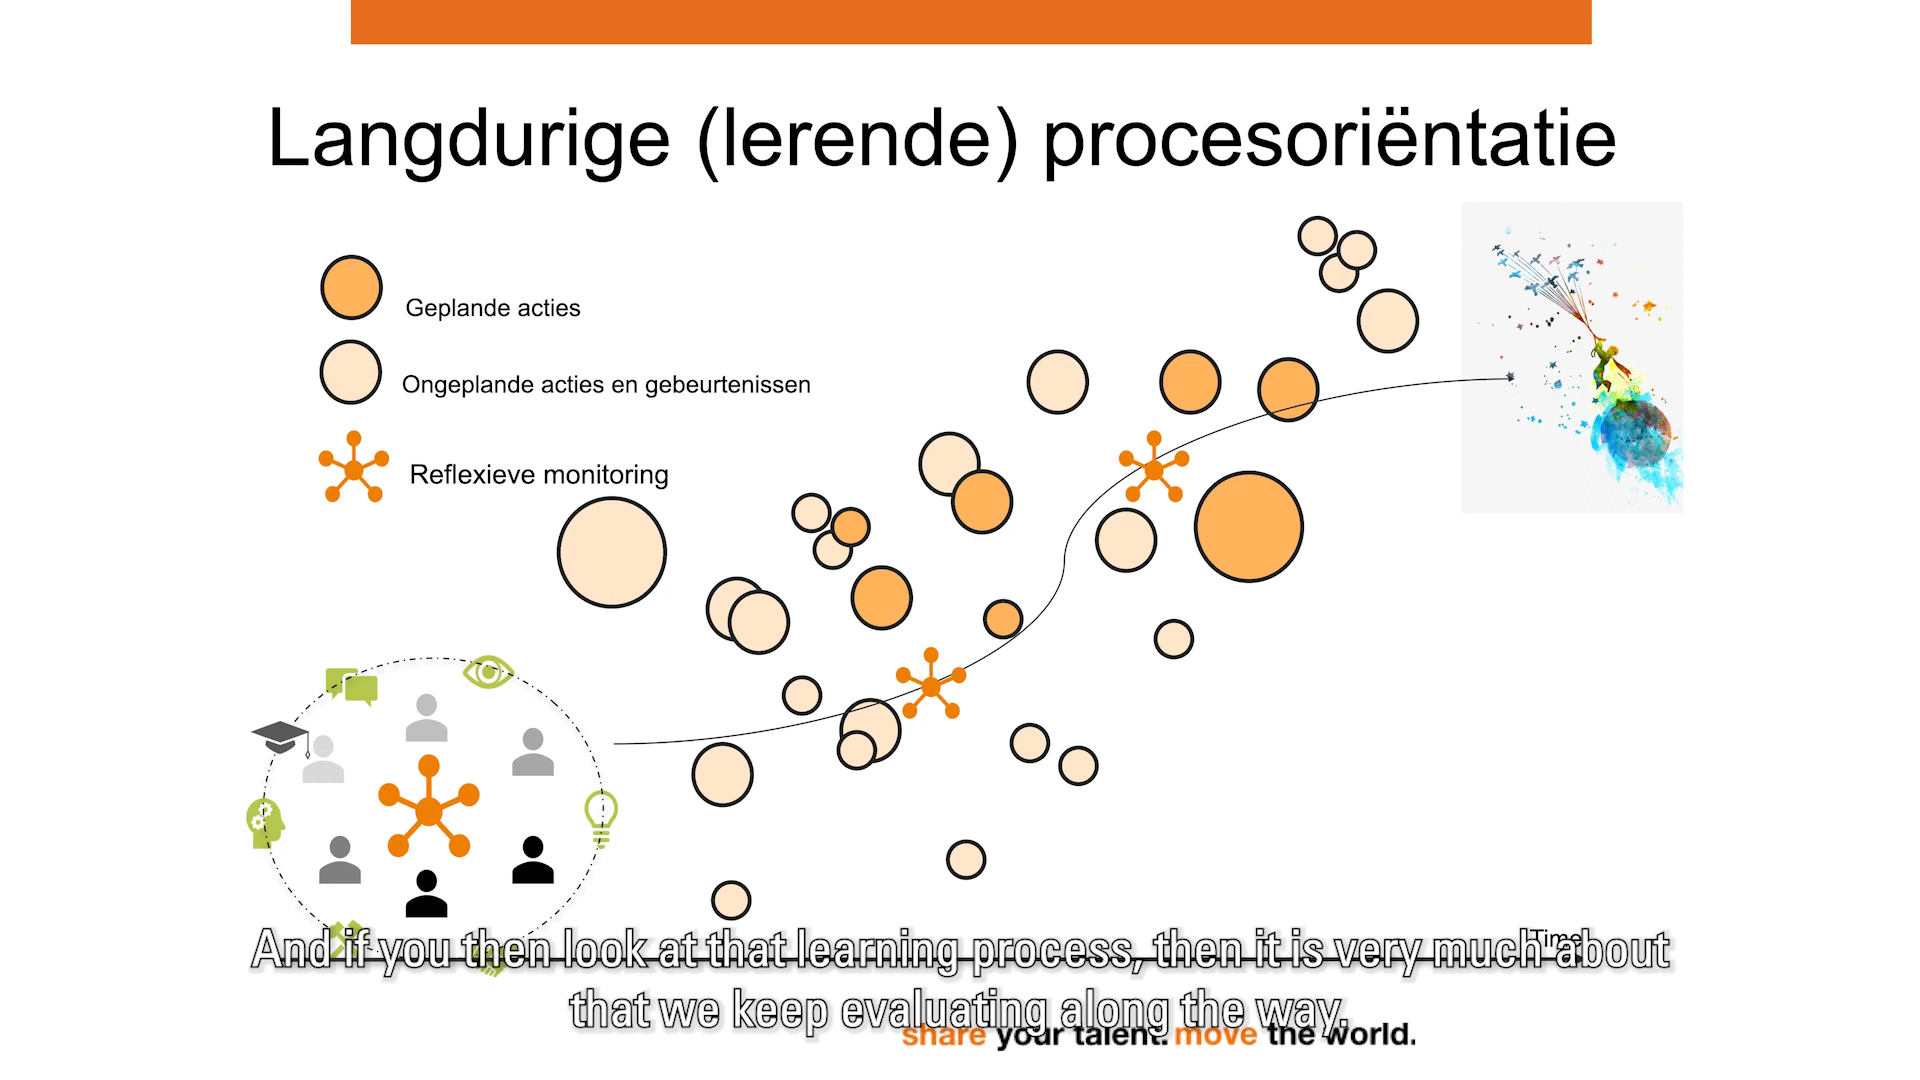 Langdurige (lerende) procesoriëntatie
Geplande acties
Ongeplande acties en gebeurtenissen
Reflexieve monitoring
Time
And if you then look at that learning process, then it is very much about
that we keep evaluating along the way.
share your talent. move the world.